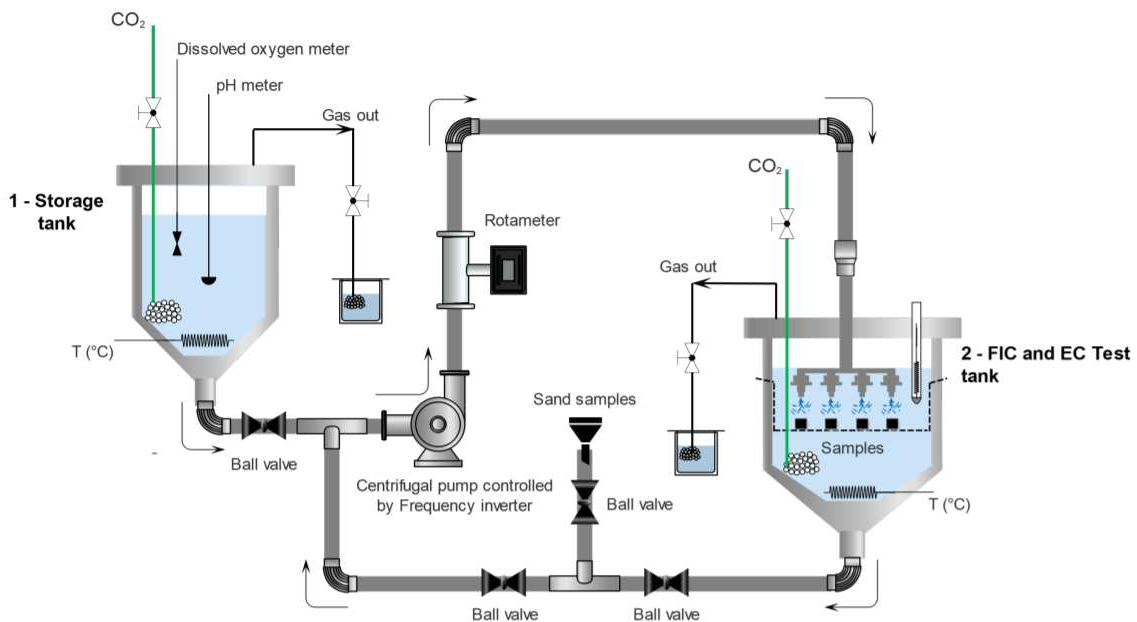 CO₂
Dissolved oxygen meter
pH meter
Gas out
1 - Storage
tank
T (°C)
Ball valve
Rotameter
Centrifugal pump controlled
by Frequency inverter
Sand samples
Ball valve
Ball valve
Ball valve
CO₂
Gas out
2 - FIC and EC Test
tank
Samples
T (°C)